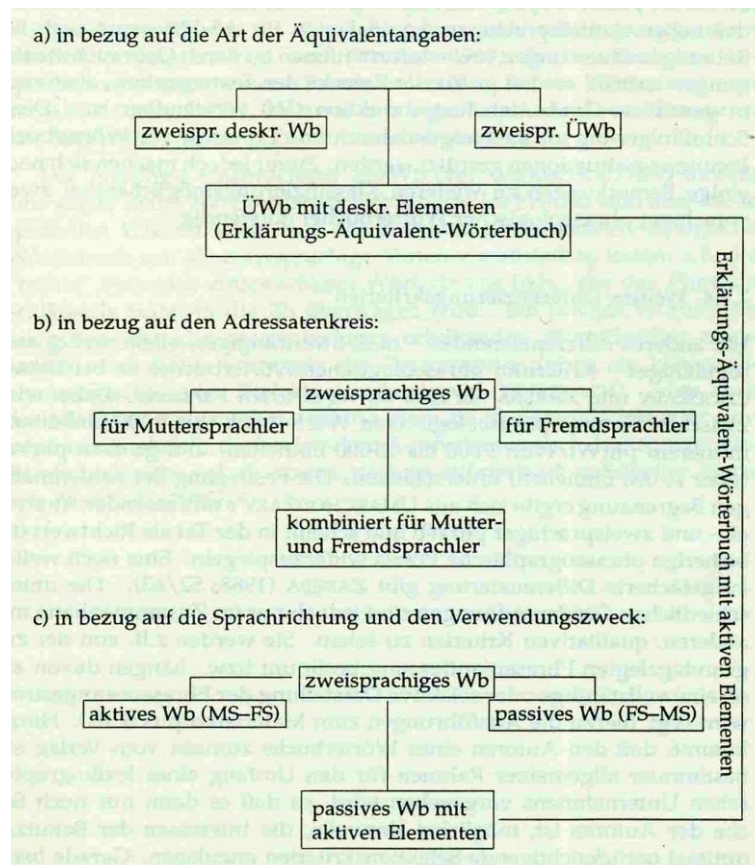 a) in bezug auf die Art der Äquivalentangaben:
zweispr. deskr. Wb
zweispr. ÜWb
ÜWb mit deskr. Elementen
(Erklärungs-Äquivalent-Wörterbuch)
b) in bezug auf den Adressatenkreis:
zweisprachiges Wb
für Muttersprachler
für Fremdsprachler
kombiniert für Mutter-
und Fremdsprachler
c) in bezug auf die Sprachrichtung und den Verwendungszweck:
zweisprachiges Wb
aktives Wb (MS–FS)
passives Wb (FS–MS)
passives Wb mit
aktiven Elementen
Erklärungs-Äquivalent-Wörterbuch mit aktiven Elementen